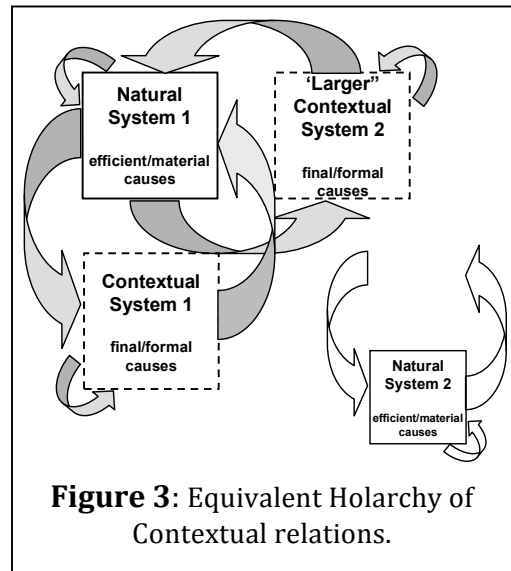 Natural
System 1
efficient/material
causes
‘Larger”
Contextual
System 2
final/formal
causes
Contextual
System 1
final/formal
causes
Natural
System 2
efficient/material
causes
Figure 3: Equivalent Holarchy of
Contextual relations.